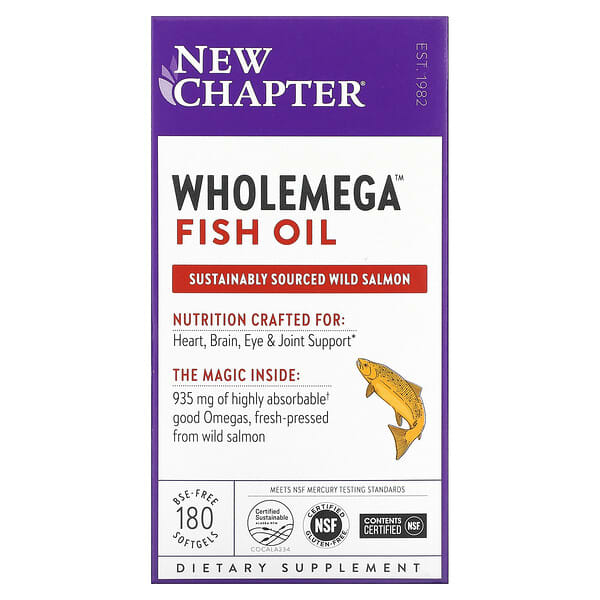 NEW
CHAPTER®
EST. 1982
WHOLEMEGA™
FISH OIL
SUSTAINABLY SOURCED WILD SALMON
NUTRITION CRAFTED FOR:
Heart, Brain, Eye & Joint Support*
THE MAGIC INSIDE:
935 mg of highly absorbable†
good Omegas, fresh-pressed
from wild salmon
BSE-FREE
180
SOFTGELS
MEETS NSF MERCURY TESTING STANDARDS
Certified
Sustainable
ALASKA RFM
COCALA234
CERTIFIED
NSF
GLUTEN-FREE
CONTENTS
CERTIFIED
NSF
DIETARY SUPPLEMENT